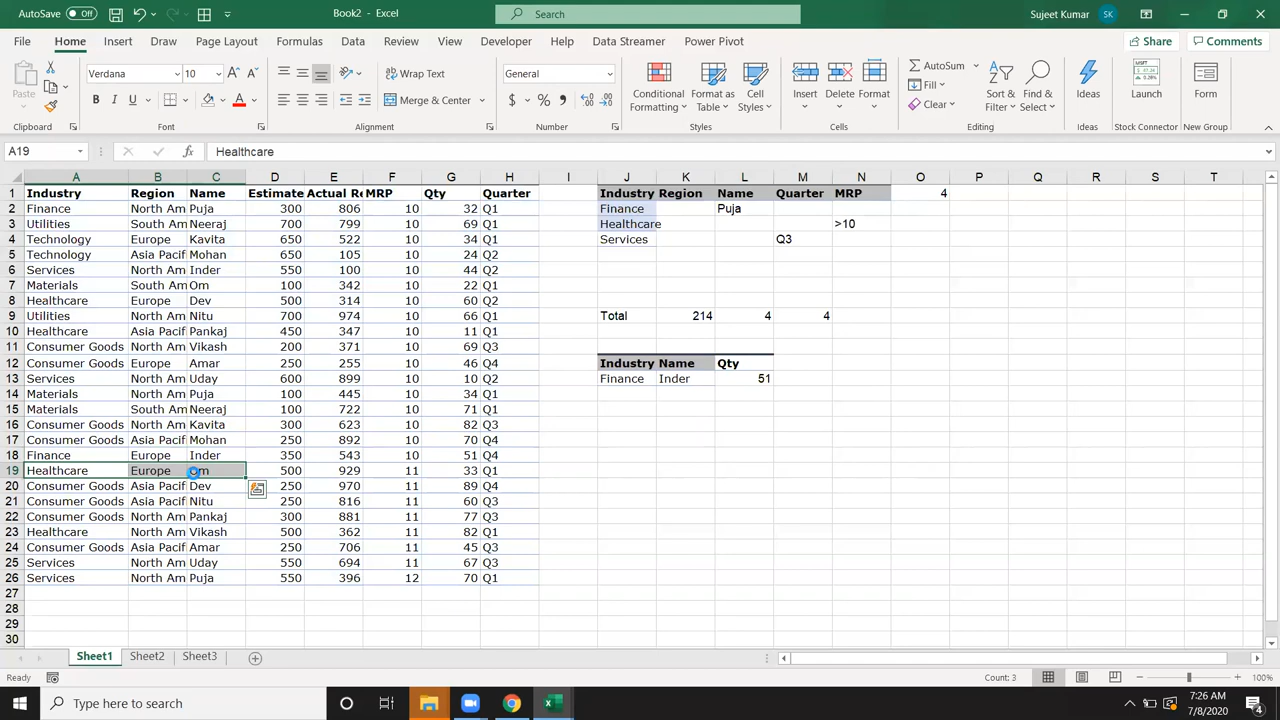 AutoSave Off Book2 - Excel Search Sujeet Kumar SK
File Home Insert Draw Page Layout Formulas Data Review View Developer Help Data Streamer Power Pivot Share Comments
Paste Verdana 10 Wrap Text General Conditional Formatting Format as Table Cell Styles Insert Delete Format AutoSum Sort & Filter Find & Select Ideas Launch Form
B I U A Merge & Center $ % , Fill Clear
Clipboard Font Alignment Number Styles Cells Editing Ideas Stock Connector New Group
A19 fx Healthcare
A B C D E F G H I J K L M N O P Q R S T
1 Industry Region Name Estimate Actual Re MRP Qty Quarter Industry Region Name Quarter MRP 4
2 Finance North Am Puja 300 806 10 32 Q1 Finance Puja
3 Utilities South Am Neeraj 700 799 10 69 Q1 Healthcare >10
4 Technology Europe Kavita 650 522 10 34 Q1 Services Q3
5 Technology Asia Pacif Mohan 650 105 10 24 Q2
6 Services North Am Inder 550 100 10 44 Q2
7 Materials South Am Om 100 342 10 22 Q1
8 Healthcare Europe Dev 500 314 10 60 Q2
9 Utilities North Am Nitu 700 974 10 66 Q1 Total 214 4 4
10 Healthcare Asia Pacif Pankaj 450 347 10 11 Q1
11 Consumer Goods North Am Vikash 200 371 10 69 Q3
12 Consumer Goods Europe Amar 250 255 10 46 Q4 Industry Name Qty
13 Services North Am Uday 600 899 10 10 Q2 Finance Inder 51
14 Materials North Am Puja 100 445 10 34 Q1
15 Materials South Am Neeraj 100 722 10 71 Q1
16 Consumer Goods North Am Kavita 300 623 10 82 Q3
17 Consumer Goods Asia Pacif Mohan 250 892 10 70 Q4
18 Finance Europe Inder 350 543 10 51 Q4
19 Healthcare Europe Om 500 929 11 33 Q1
20 Consumer Goods Asia Pacif Dev 250 970 11 89 Q4
21 Consumer Goods Asia Pacif Nitu 250 816 11 60 Q3
22 Consumer Goods North Am Pankaj 300 881 11 77 Q3
23 Healthcare North Am Vikash 500 362 11 82 Q1
24 Consumer Goods Asia Pacif Amar 250 706 11 45 Q3
25 Services North Am Uday 550 694 11 67 Q3
26 Services North Am Puja 550 396 12 70 Q1
27
28
29
30
Sheet1 Sheet2 Sheet3
Ready Count: 3 100%
Type here to search 7:26 AM
7/8/2020